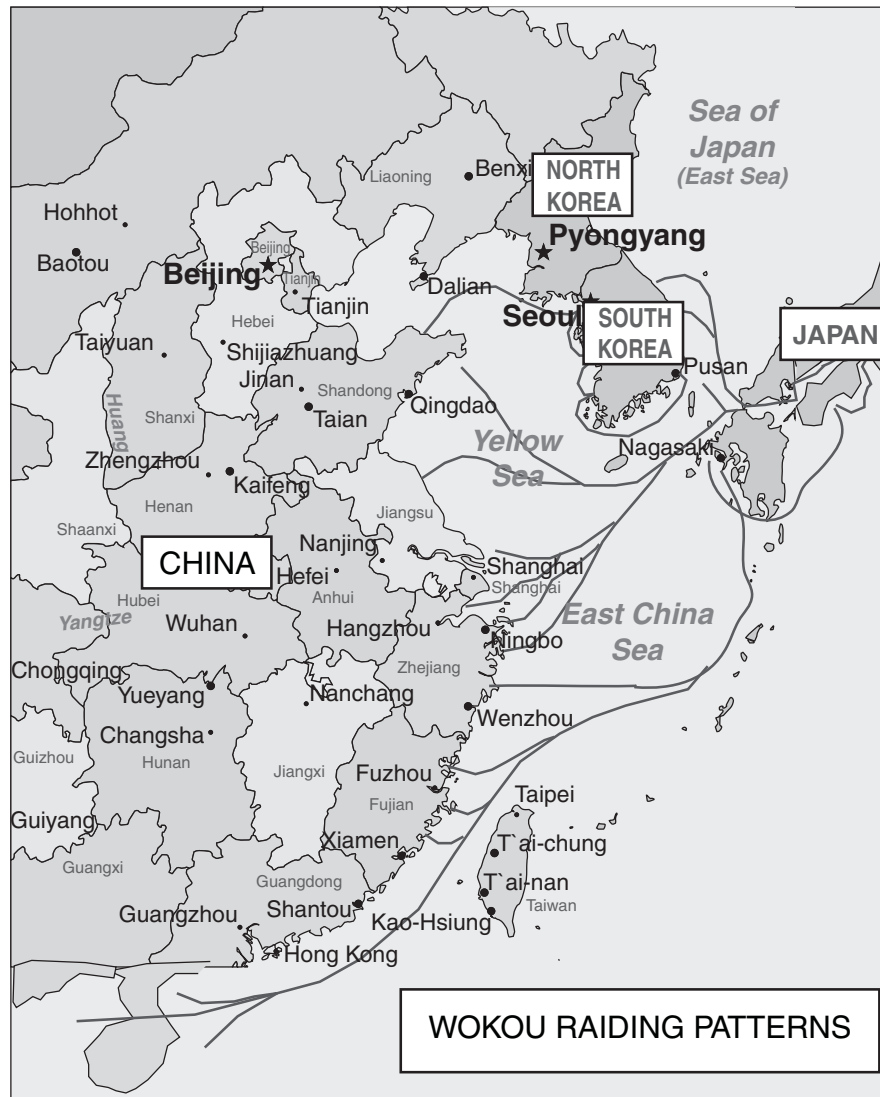 Sea of
Japan
(East Sea)
Liaoning
Benxi
NORTH
KOREA
Hohhot
Baotou
Beijing
Beijing
Pyongyang
Tianjin
Tianjin
Dalian
Seoul
SOUTH
KOREA
JAPAN
Hebei
Taiyuan
Shijiazhuang
Jinan
Shandong
Pusan
Taian
Qingdao
Huang
Shanxi
Yellow
Sea
Nagasaki
Zhengzhou
Kaifeng
Henan
Jiangsu
Shaanxi
Nanjing
CHINA
Hefei
Shanghai
Shanghai
Anhui
Hubei
Yangtze
Wuhan
Hangzhou
Ningbo
East China
Sea
Chongqing
Zhejiang
Yueyang
Nanchang
Wenzhou
Changsha
Hunan
Guizhou
Jiangxi
Fuzhou
Fujian
Taipei
Guiyang
Xiamen
T`ai-chung
Guangxi
Guangdong
T`ai-nan
Taiwan
Guangzhou
Shantou
Kao-Hsiung
Hong Kong
WOKOU RAIDING PATTERNS